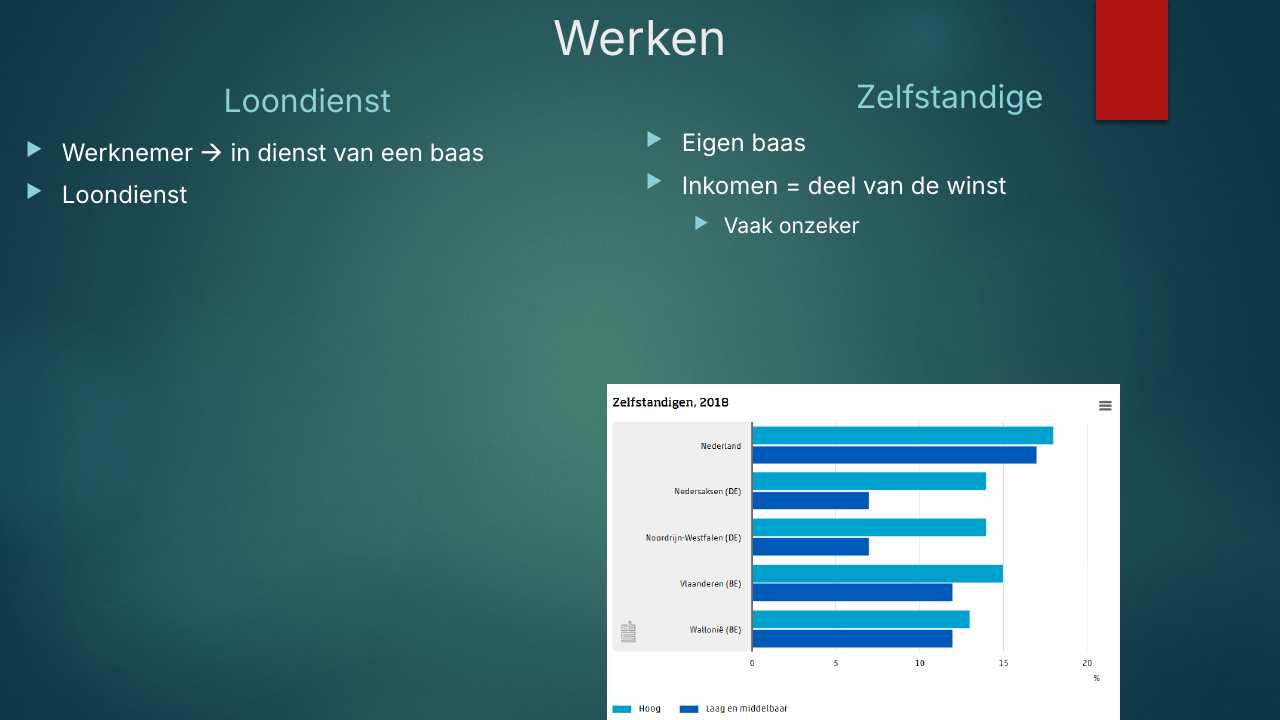 Werken
Loondienst
Werknemer → in dienst van een baas
Loondienst
Zelfstandige
Eigen baas
Inkomen = deel van de winst
Vaak onzeker
Zelfstandigen, 2018
Nederland
Nedersaksen (DE)
Noordrijn-Westfalen (DE)
Vlaanderen (BE)
Wallonië (BE)
0 5 10 15 20
%
Hoog Laag en middelbaar